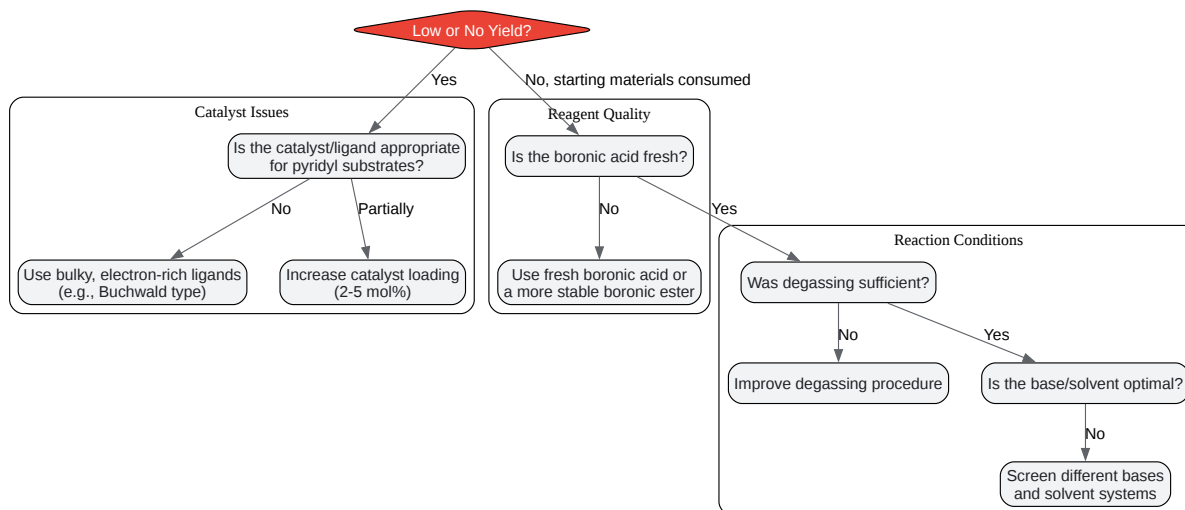 Low or No Yield?
Yes
No, starting materials consumed
Catalyst Issues
Reagent Quality
Is the catalyst/ligand appropriate
for pyridyl substrates?
Is the boronic acid fresh?
No
Partially
No
Yes
Reaction Conditions
Use bulky, electron-rich ligands
(e.g., Buchwald type)
Increase catalyst loading
(2-5 mol%)
Use fresh boronic acid or
a more stable boronic ester
Was degassing sufficient?
No
Yes
Improve degassing procedure
Is the base/solvent optimal?
No
Screen different bases
and solvent systems